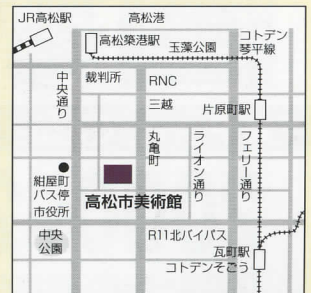 JR高松駅
高松港
高松築港駅
玉藻公園
コトデン
琴平線
中央通り
裁判所
RNC
三越
片原町駅
丸亀町
ライオン通り
フェリー通り
紺屋町
バス停
市役所
高松市美術館
中央
公園
R11北バイパス
瓦町駅
コトデンそごう